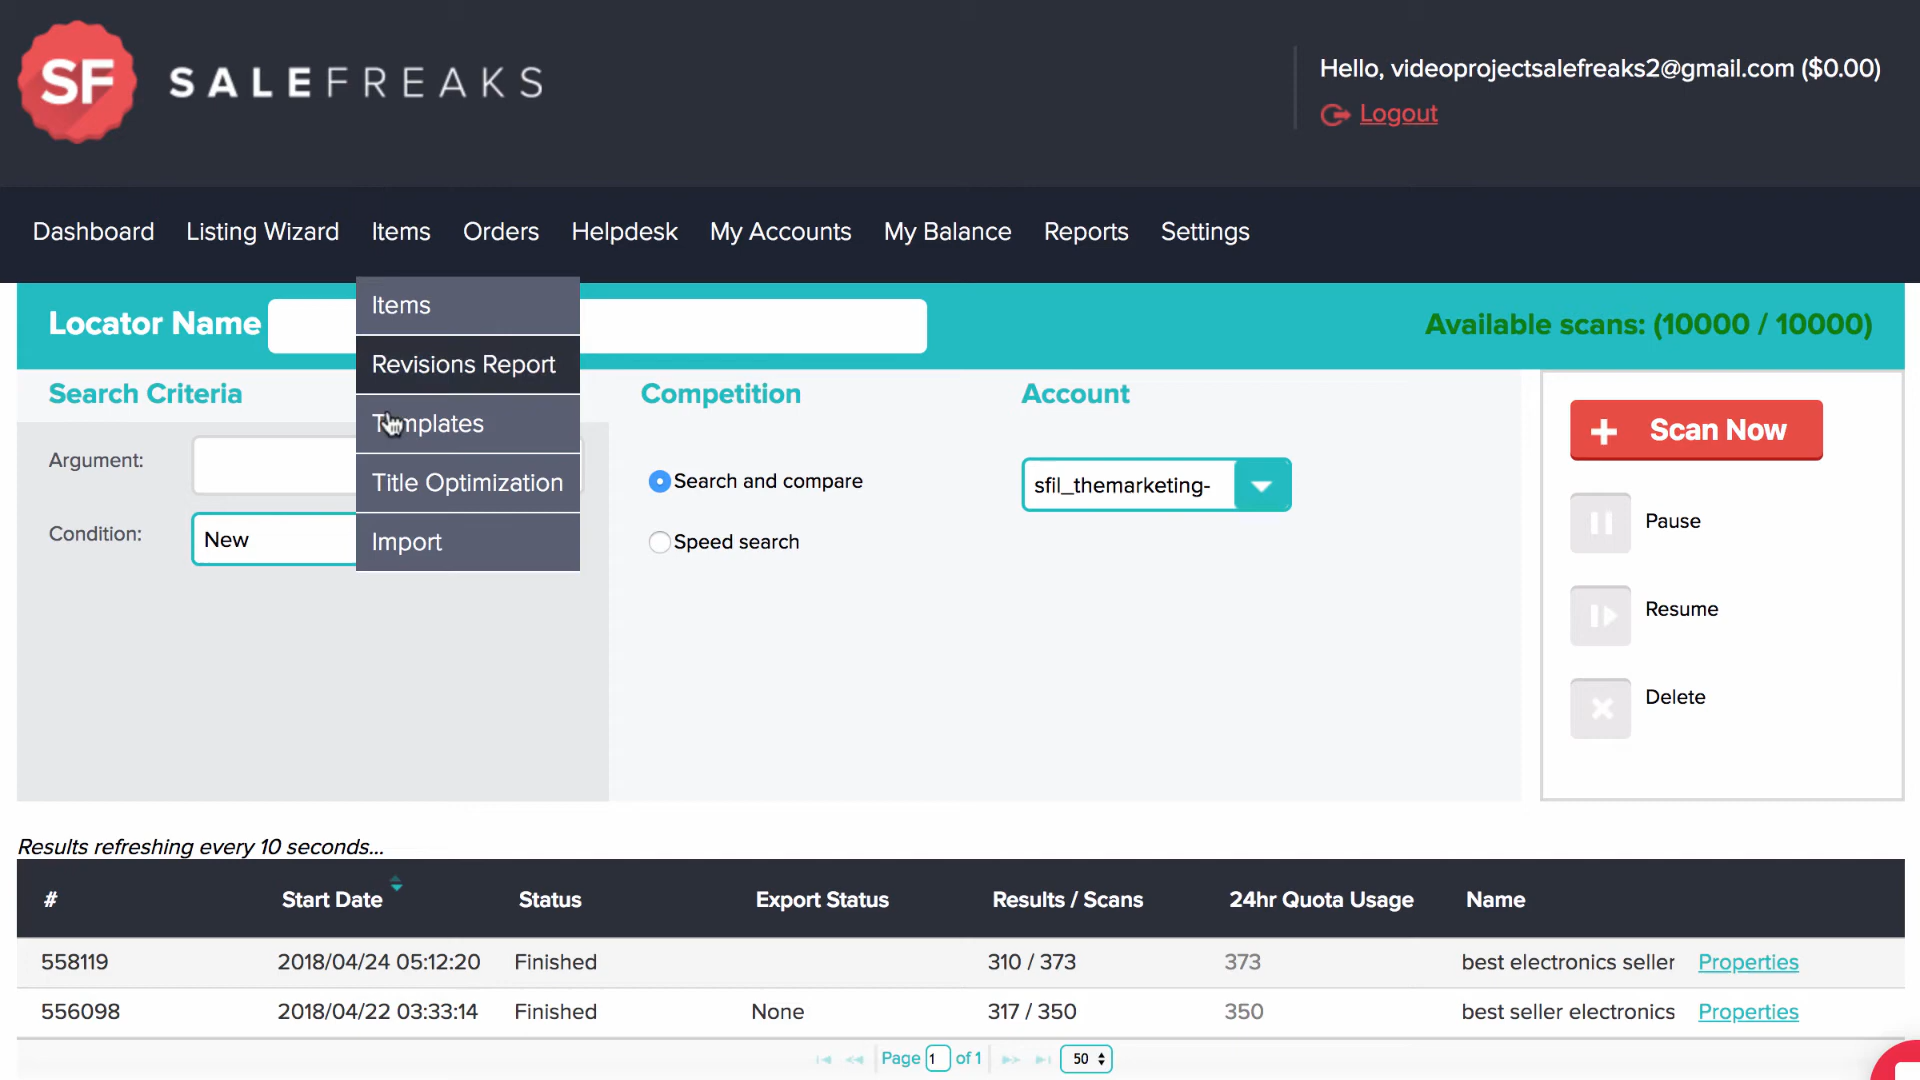 SF SALEFREAKS
Hello, videoprojectsalefreaks2@gmail.com ($0.00)
Logout
Dashboard Listing Wizard Items Orders Helpdesk My Accounts My Balance Reports Settings
Items
Revisions Report
Templates
Title Optimization
Import
Locator Name
Available scans: (10000 / 10000)
Search Criteria
Argument:
Condition: New
Competition
Search and compare
Speed search
Account
sfil_themarketing-
Scan Now
Pause
Resume
Delete
Results refreshing every 10 seconds...
# Start Date Status Export Status Results / Scans 24hr Quota Usage Name
558119 2018/04/24 05:12:20 Finished 310 / 373 373 best electronics seller Properties
556098 2018/04/22 03:33:14 Finished None 317 / 350 350 best seller electronics Properties
Page 1 of 1 50